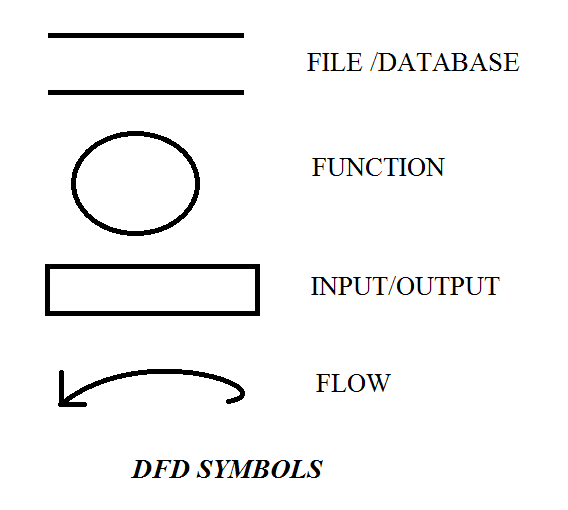 FILE /DATABASE
FUNCTION
INPUT/OUTPUT
FLOW
DFD SYMBOLS